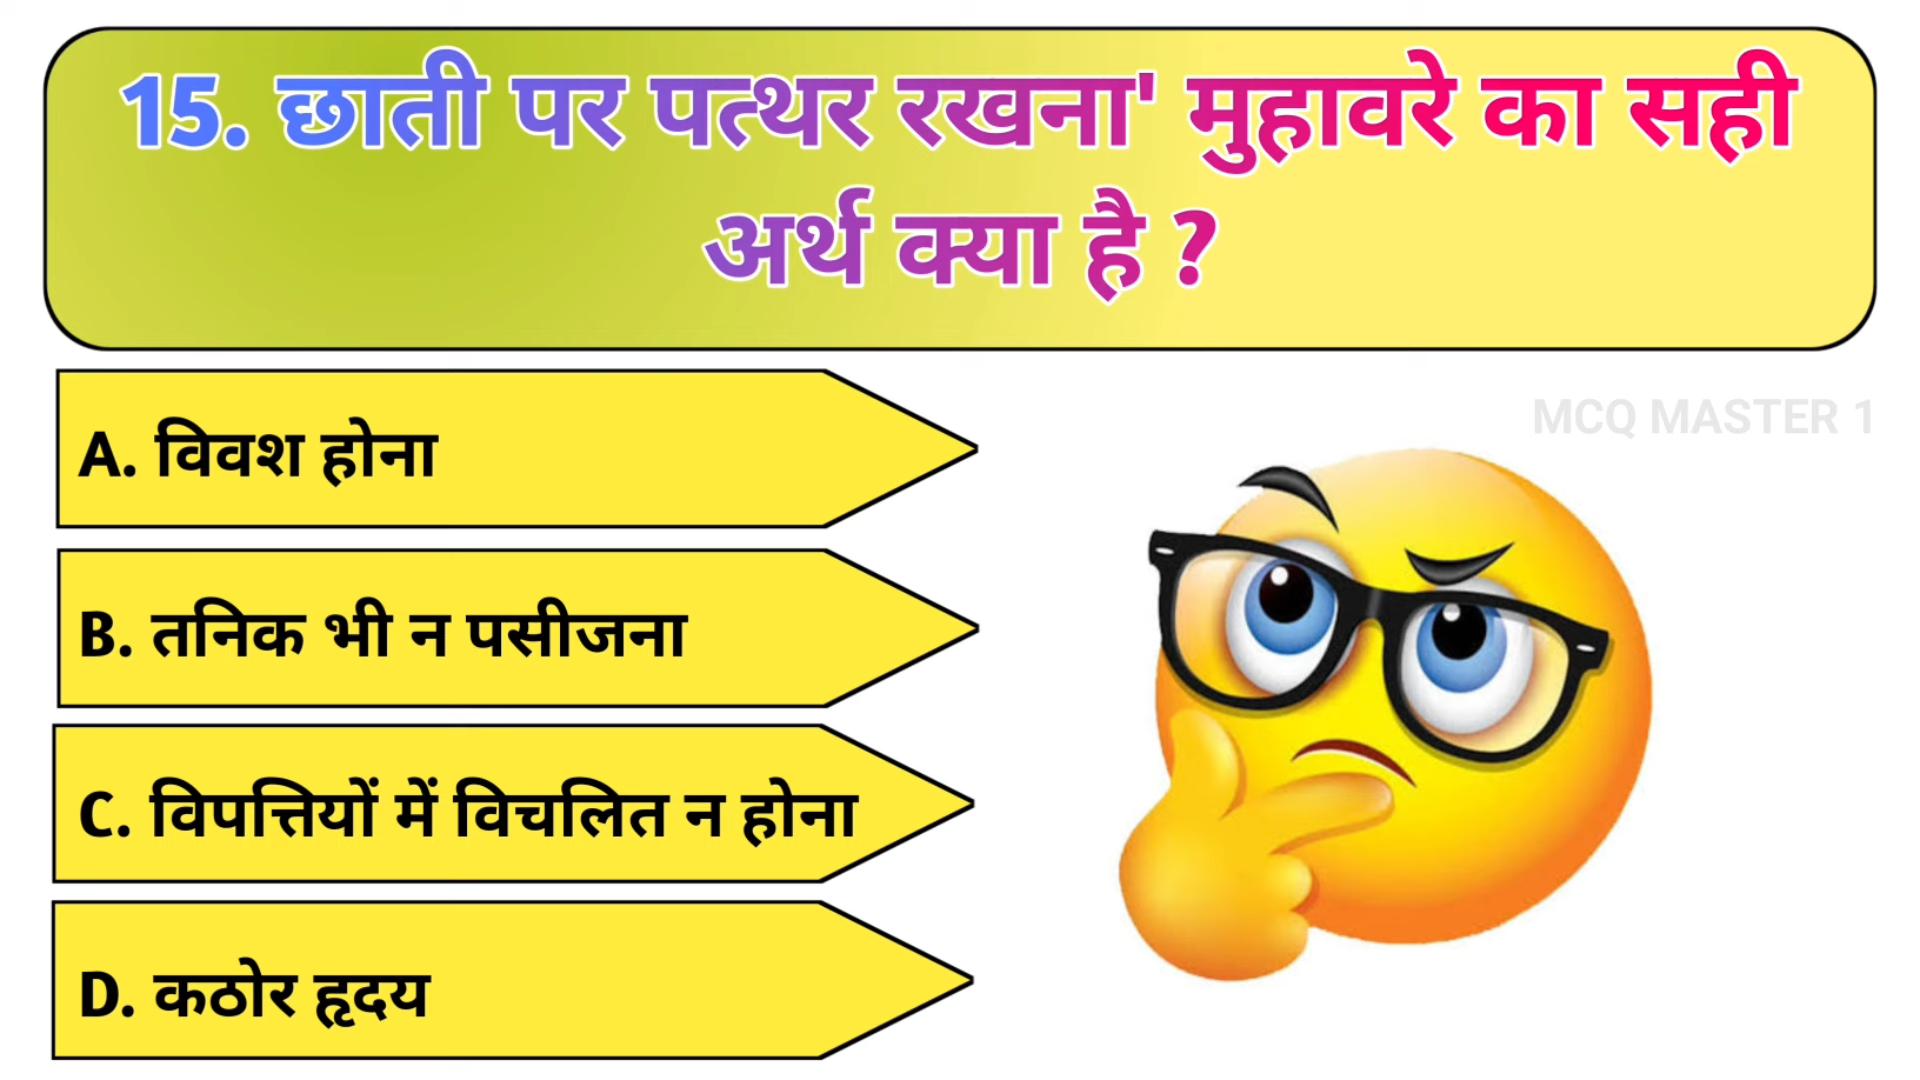 15. छाती पर पत्थर रखना' मुहावरे का सही
अर्थ क्या है ?
MCQ MASTER 1
A. विवश होना
B. तनिक भी न पसीजना
C. विपत्तियों में विचलित न होना
D. कठोर हृदय